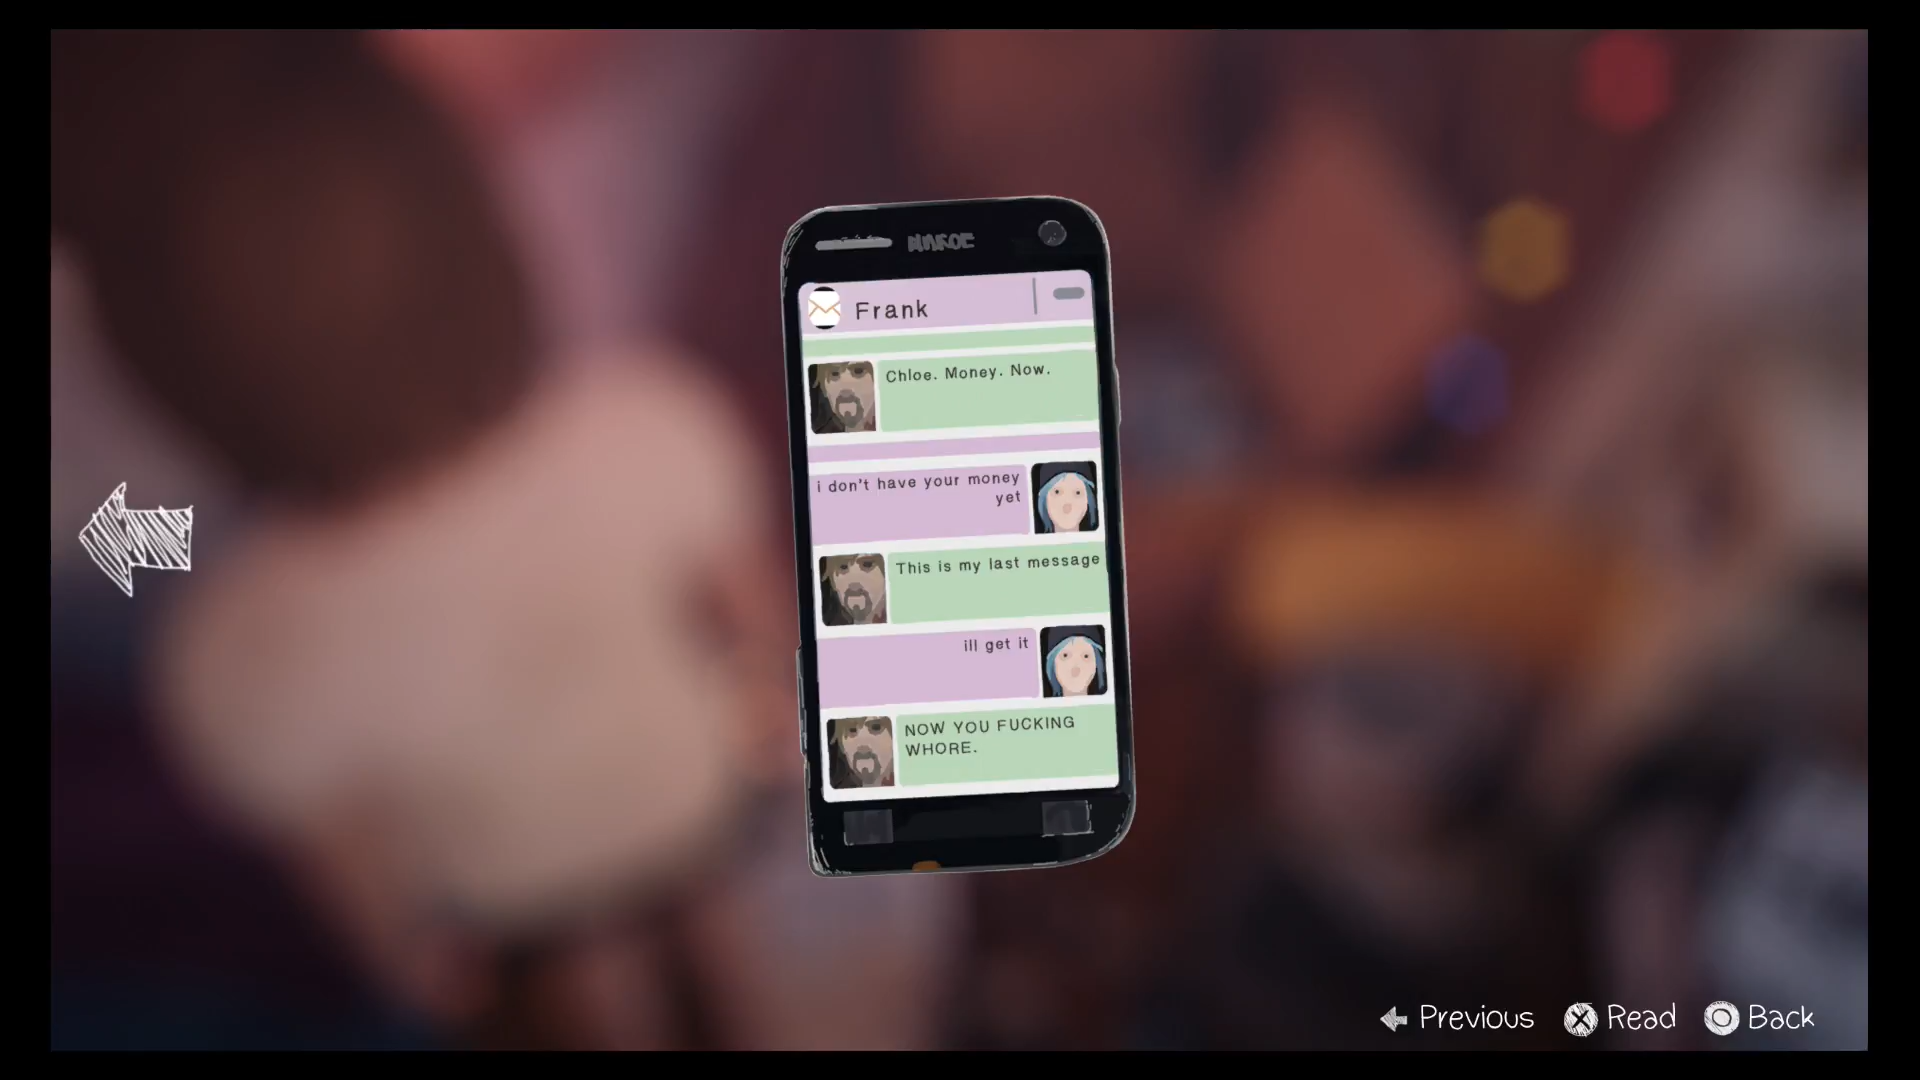 Frank
Chloe. Money. Now.
i don't have your money
yet
This is my last message
ill get it
NOW YOU FUCKING
WHORE.
Previous
Read
Back